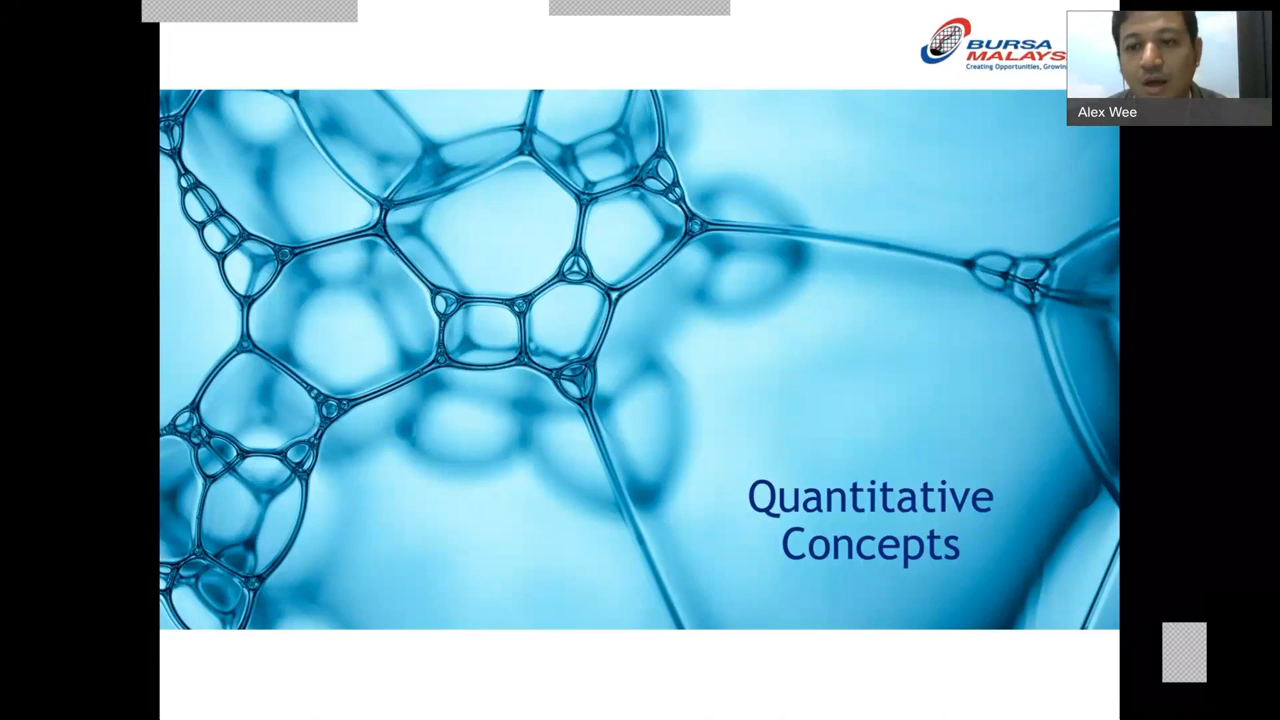 BURSA
MALAYS
Creating Opportunities, Growin
Alex Wee
Quantitative
Concepts